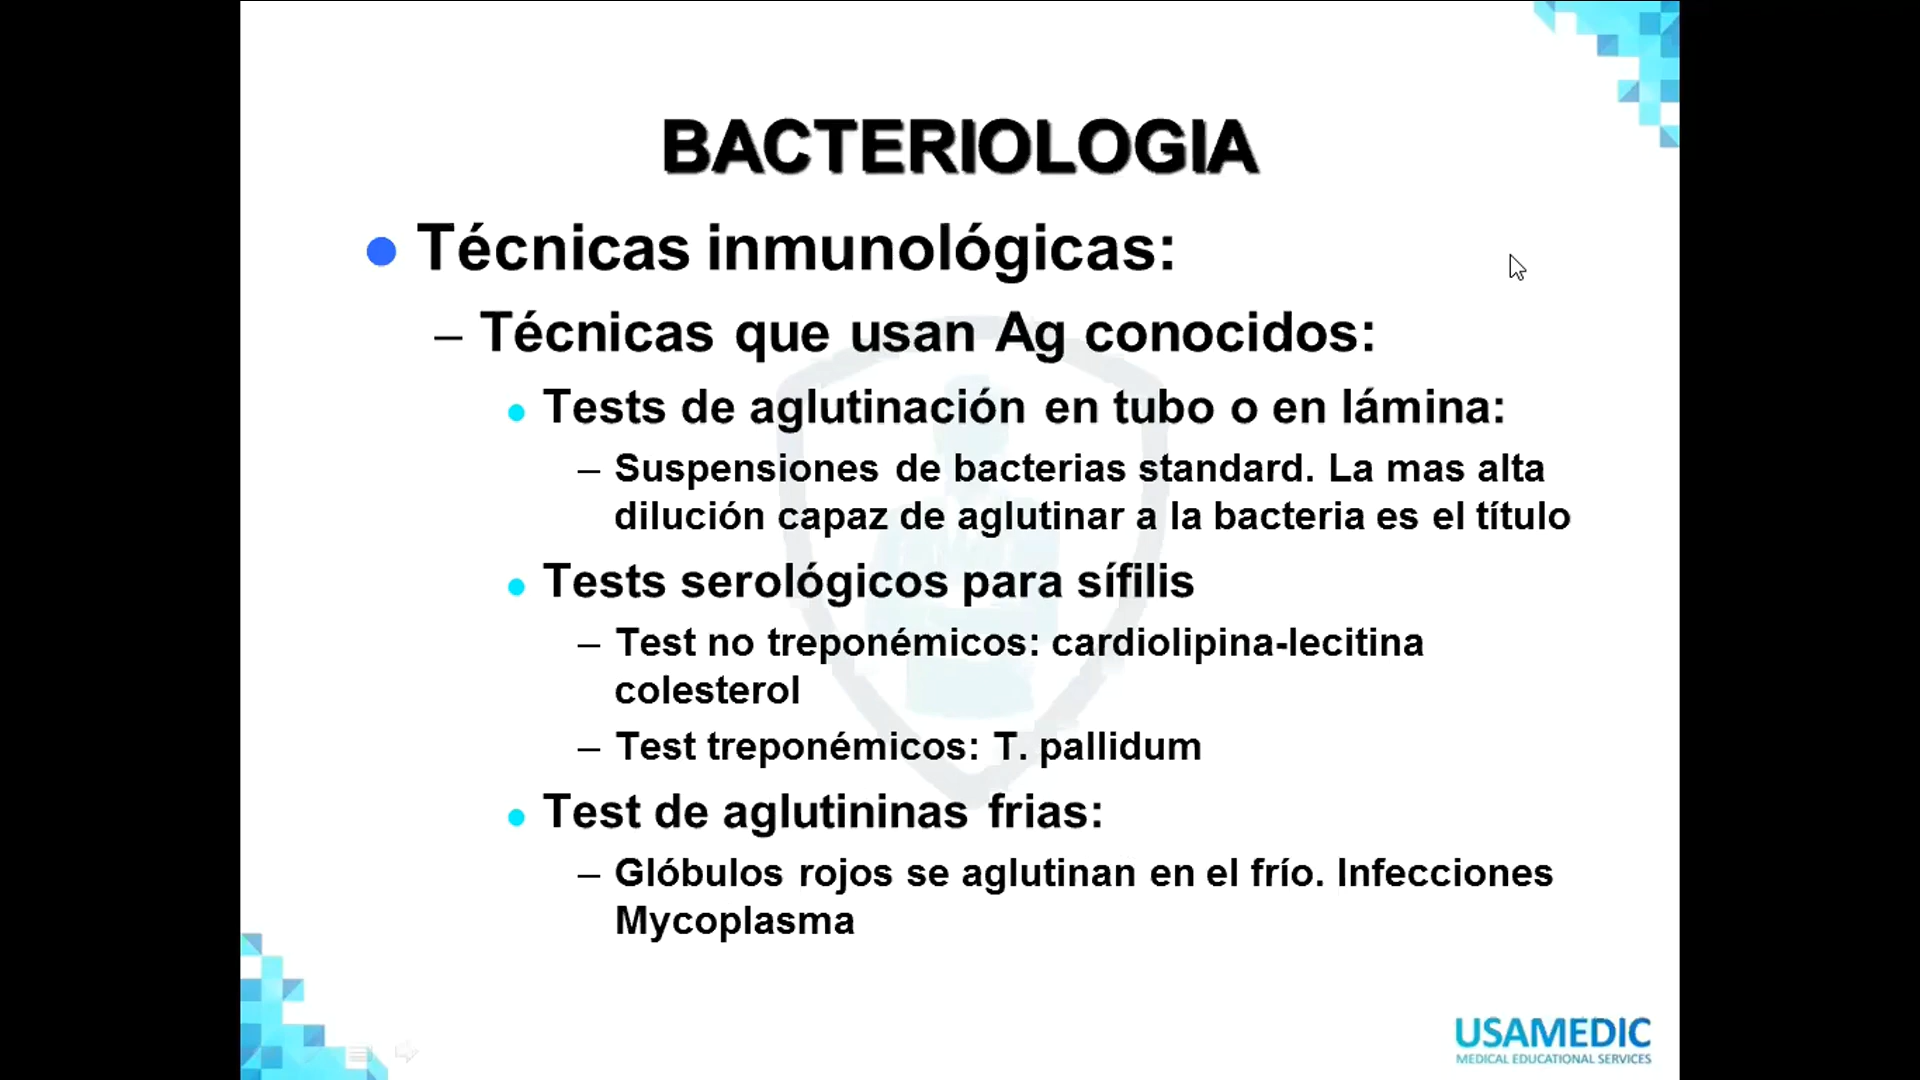 BACTERIOLOGIA
● Técnicas inmunológicas:
– Técnicas que usan Ag conocidos:
● Tests de aglutinación en tubo o en lámina:
– Suspensiones de bacterias standard. La mas alta
dilución capaz de aglutinar a la bacteria es el título
● Tests serológicos para sífilis
– Test no treponémicos: cardiolipina-lecitina
colesterol
– Test treponémicos: T. pallidum
● Test de aglutininas frias:
– Glóbulos rojos se aglutinan en el frío. Infecciones
Mycoplasma
USAMEDIC
MEDICAL EDUCATIONAL SERVICES